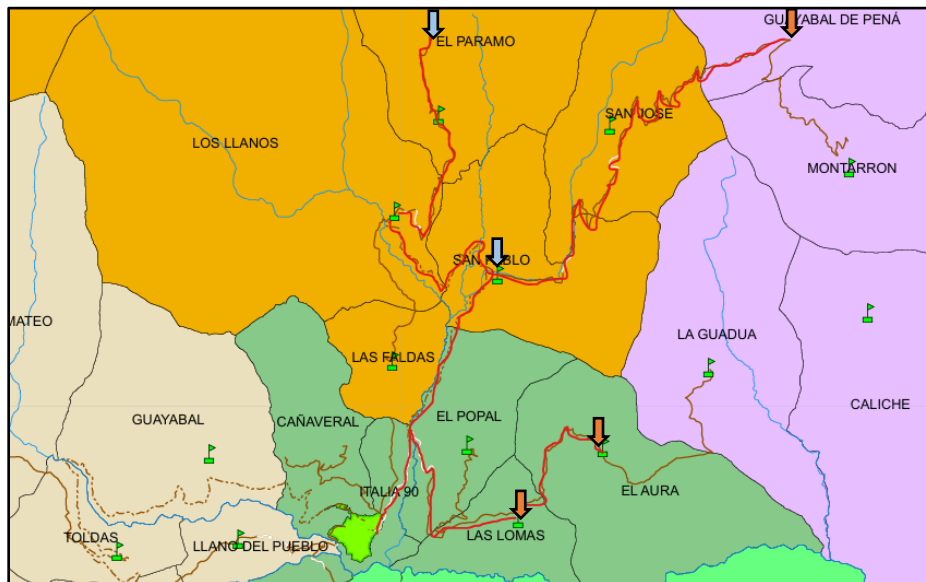 GUAYABAL DE PENÁ
EL PARAMO
SAN JOSE
LOS LLANOS
MONTARRON
SAN PABLO
MATEO
LA GUADUA
LAS FALDAS
CALICHE
GUAYABAL
CAÑAVERAL
EL POPAL
ITALIA 90
EL AURA
LAS LOMAS
TOLDAS
LLANO DEL PUEBLO